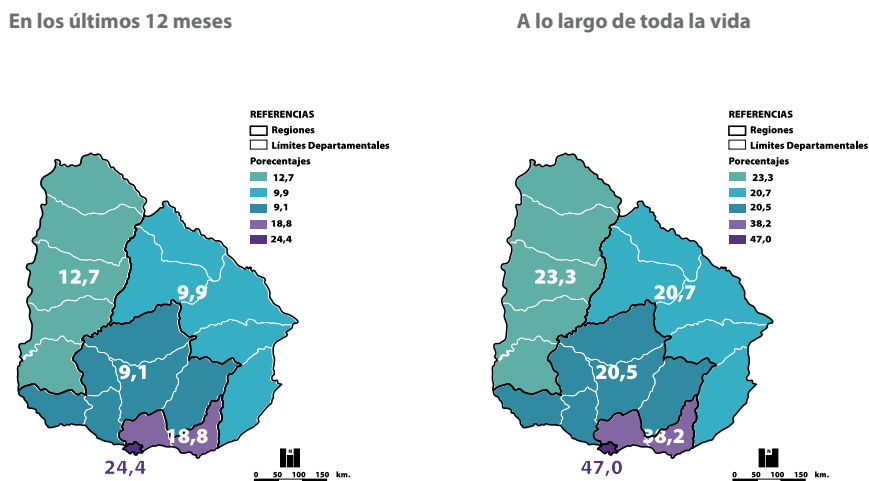 En los últimos 12 meses
REFERENCIAS
Regiones
Límites Departamentales
Porecentajes
12,7
9,9
9,1
18,8
24,4
12,7
9,9
9,1
18,8
24,4
N
0 50 100 150 km.
A lo largo de toda la vida
REFERENCIAS
Regiones
Límites Departamentales
Porecentajes
23,3
20,7
20,5
38,2
47,0
23,3
20,7
20,5
38,2
47,0
N
0 50 100 150 km.